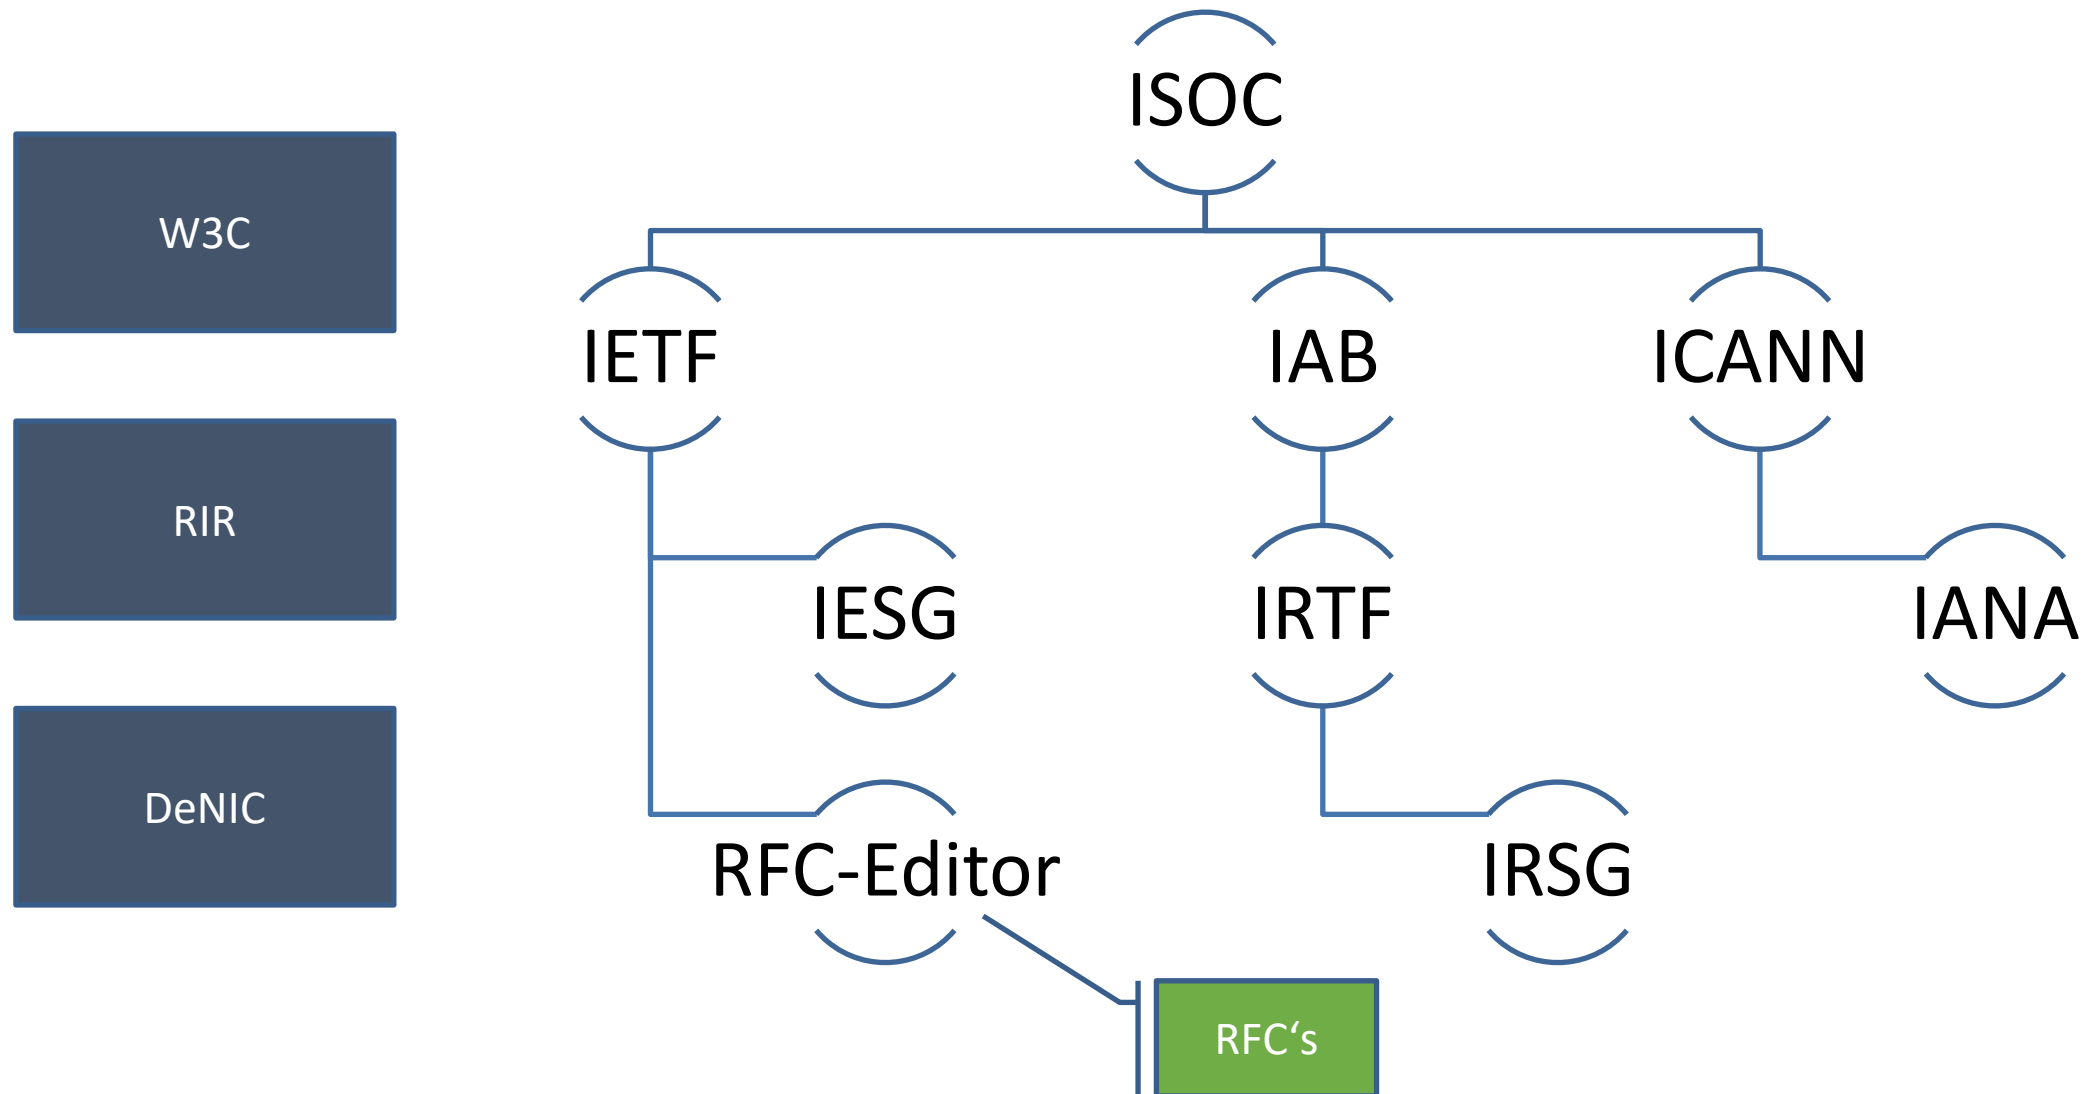 ISOC
W3C
IETF
IAB
ICANN
RIR
IESG
IRTF
IANA
DeNIC
RFC-Editor
IRSG
RFC‘s